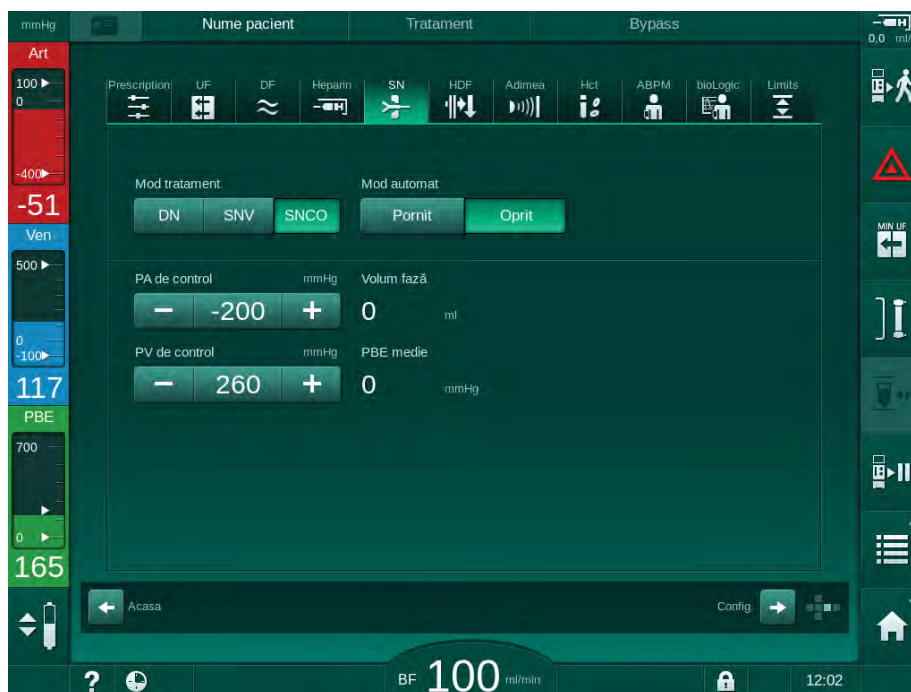 mmHg
Nume pacient
Tratament
Bypass
0,0 ml/
Art
100
0
-400
-51
Ven
500
0
-100
117
PBE
700
0
165
Prescription
UF
DF
Heparin
SN
HDF
Adimea
Hct
ABPM
bioLogic
Limits
Mod tratament
Mod automat
DN
SNV
SNCO
Pornit
Oprit
PA de control
mmHg
Volum fază
-200
0
ml
PV de control
mmHg
PBE medie
260
0
mmHg
MIN UF
Acasa
Config.
?
BF 100 ml/min
12:02